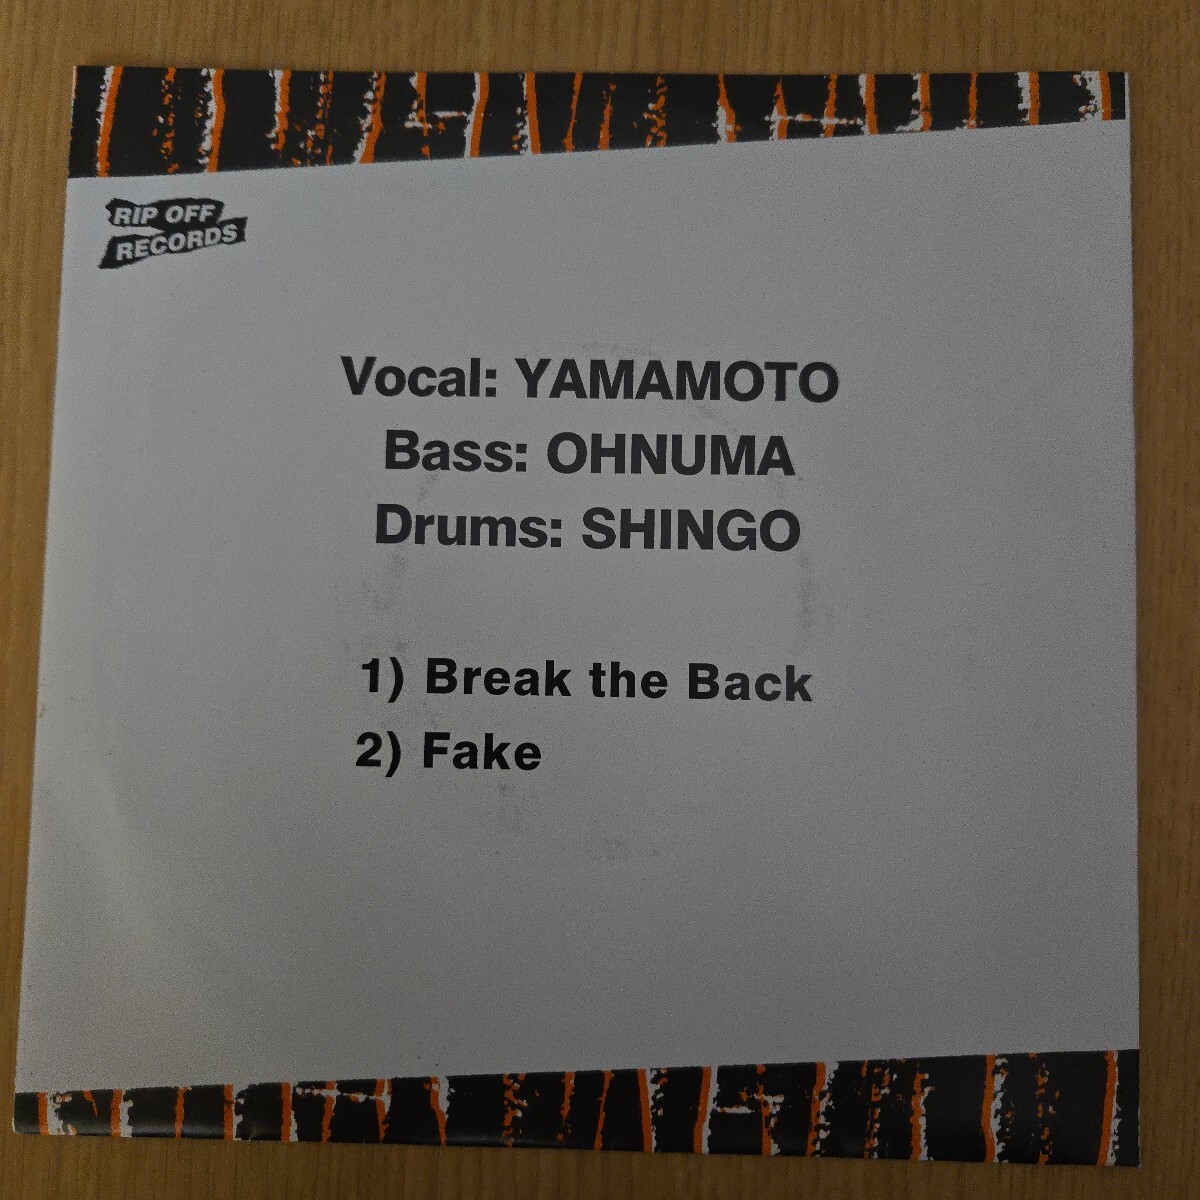 RIP OFF
RECORDS
Vocal: YAMAMOTO
Bass: OHNUMA
Drums: SHINGO
1) Break the Back
2) Fake